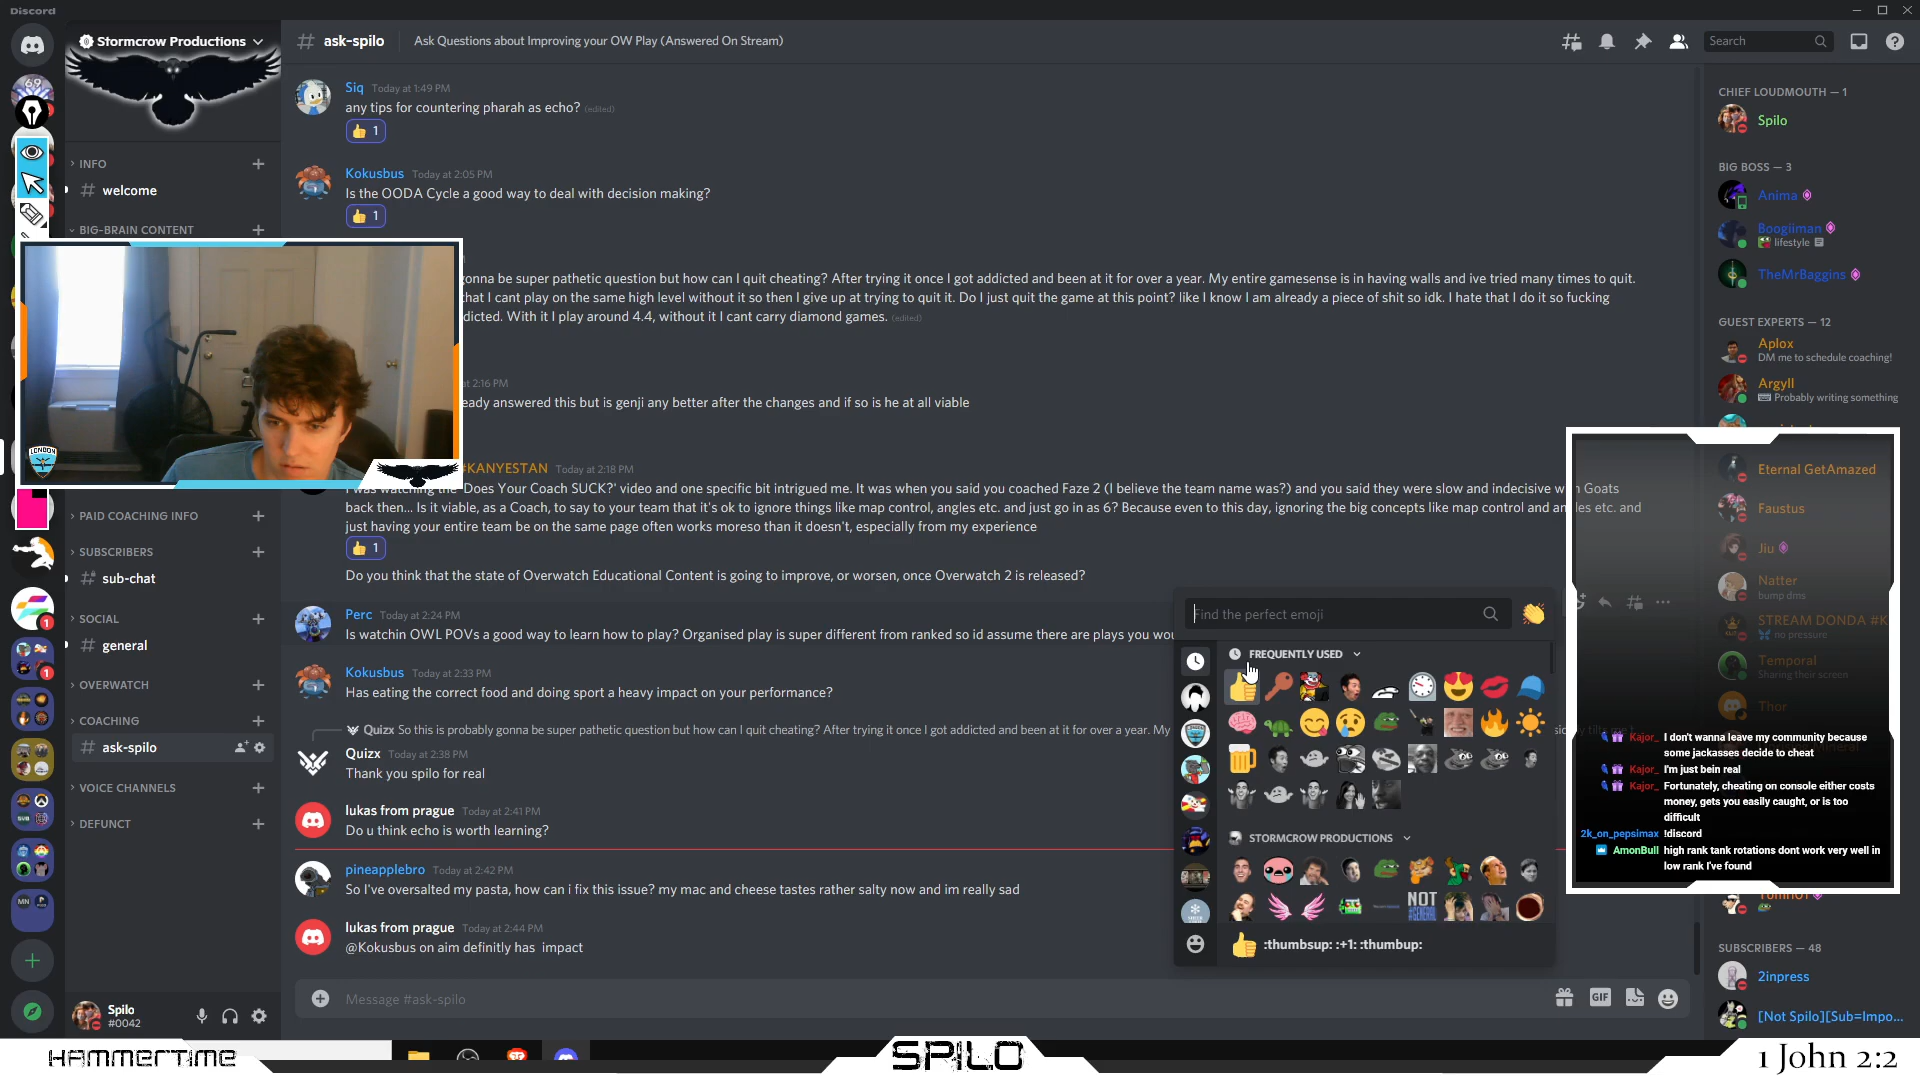 Discord
Stormcrow Productions
ask-spilo
Ask Questions about Improving your OW Play (Answered On Stream)
Search
INFO
welcome
BIG-BRAIN CONTENT
PAID COACHING INFO
SUBSCRIBERS
sub-chat
SOCIAL
general
OVERWATCH
COACHING
ask-spilo
VOICE CHANNELS
DEFUNCT
Spilo
#0042
Siq Today at 1:49 PM
any tips for countering pharah as echo? (edited)
1
Kokusbus Today at 2:05 PM
Is the OODA Cycle a good way to deal with decision making?
1
gonna be super pathetic question but how can I quit cheating? After trying it once I got addicted and been at it for over a year. My entire gamesense is in having walls and ive tried many times to quit.
that I cant play on the same high level without it so then I give up at trying to quit it. Do I just quit the game at this point? like I know I am already a piece of shit so idk. I hate that I do it so fucking
dicted. With it I play around 4.4, without it I cant carry diamond games. (edited)
at 2:16 PM
eady answered this but is genji any better after the changes and if so is he at all viable
#KANYESTAN Today at 2:18 PM
I was watching the 'Does Your Coach SUCK?' video and one specific bit intrigued me. It was when you said you coached Faze 2 (I believe the team name was?) and you said they were slow and indecisive w Goats
back then... Is it viable, as a Coach, to say to your team that it's ok to ignore things like map control, angles etc. and just go in as 6? Because even to this day, ignoring the big concepts like map control and an les etc. and
just having your entire team be on the same page often works moreso than it doesn't, especially from my experience
1
Do you think that the state of Overwatch Educational Content is going to improve, or worsen, once Overwatch 2 is released?
Perc Today at 2:24 PM
Is watchin OWL POVs a good way to learn how to play? Organised play is super different from ranked so id assume there are plays you wou
Kokusbus Today at 2:33 PM
Has eating the correct food and doing sport a heavy impact on your performance?
Quizx So this is probably gonna be super pathetic question but how can I quit cheating? After trying it once I got addicted and been at it for over a year. My
Quizx Today at 2:38 PM
Thank you spilo for real
lukas from prague Today at 2:41 PM
Do u think echo is worth learning?
pineapplebro Today at 2:42 PM
So I've oversalted my pasta, how can i fix this issue? my mac and cheese tastes rather salty now and im really sad
lukas from prague Today at 2:44 PM
@Kokusbus on aim definitly has impact
Message #ask-spilo
GIF
Find the perfect emoji
FREQUENTLY USED
STORMCROW PRODUCTIONS
NOT
#GENERAL
:thumbsup: :+1: :thumbup:
CHIEF LOUDMOUTH — 1
Spilo
BIG BOSS — 3
Anima
Boogiiman
lifestyle
TheMrBaggins
GUEST EXPERTS — 12
Aplox
DM me to schedule coaching!
Argyll
Probably writing something
Eternal GetAmazed
Faustus
Jiu
Natter
bump dms
STREAM DONDA #K
no pressure
Temporal
Sharing their screen
Thor
Kajor_ I don't wanna leave my community because
some jackasses decide to cheat
Kajor_ I'm just bein real
Kajor_ Fortunately, cheating on console either costs
money, gets you easily caught, or is too
difficult
2k_on_pepsimax !discord
AmonBull high rank tank rotations dont work very well in
low rank I've found
SUBSCRIBERS — 48
2inpress
[Not Spilo][Sub=Impo...
LONDON
HAMMERTIME
SPILO
1 John 2:2